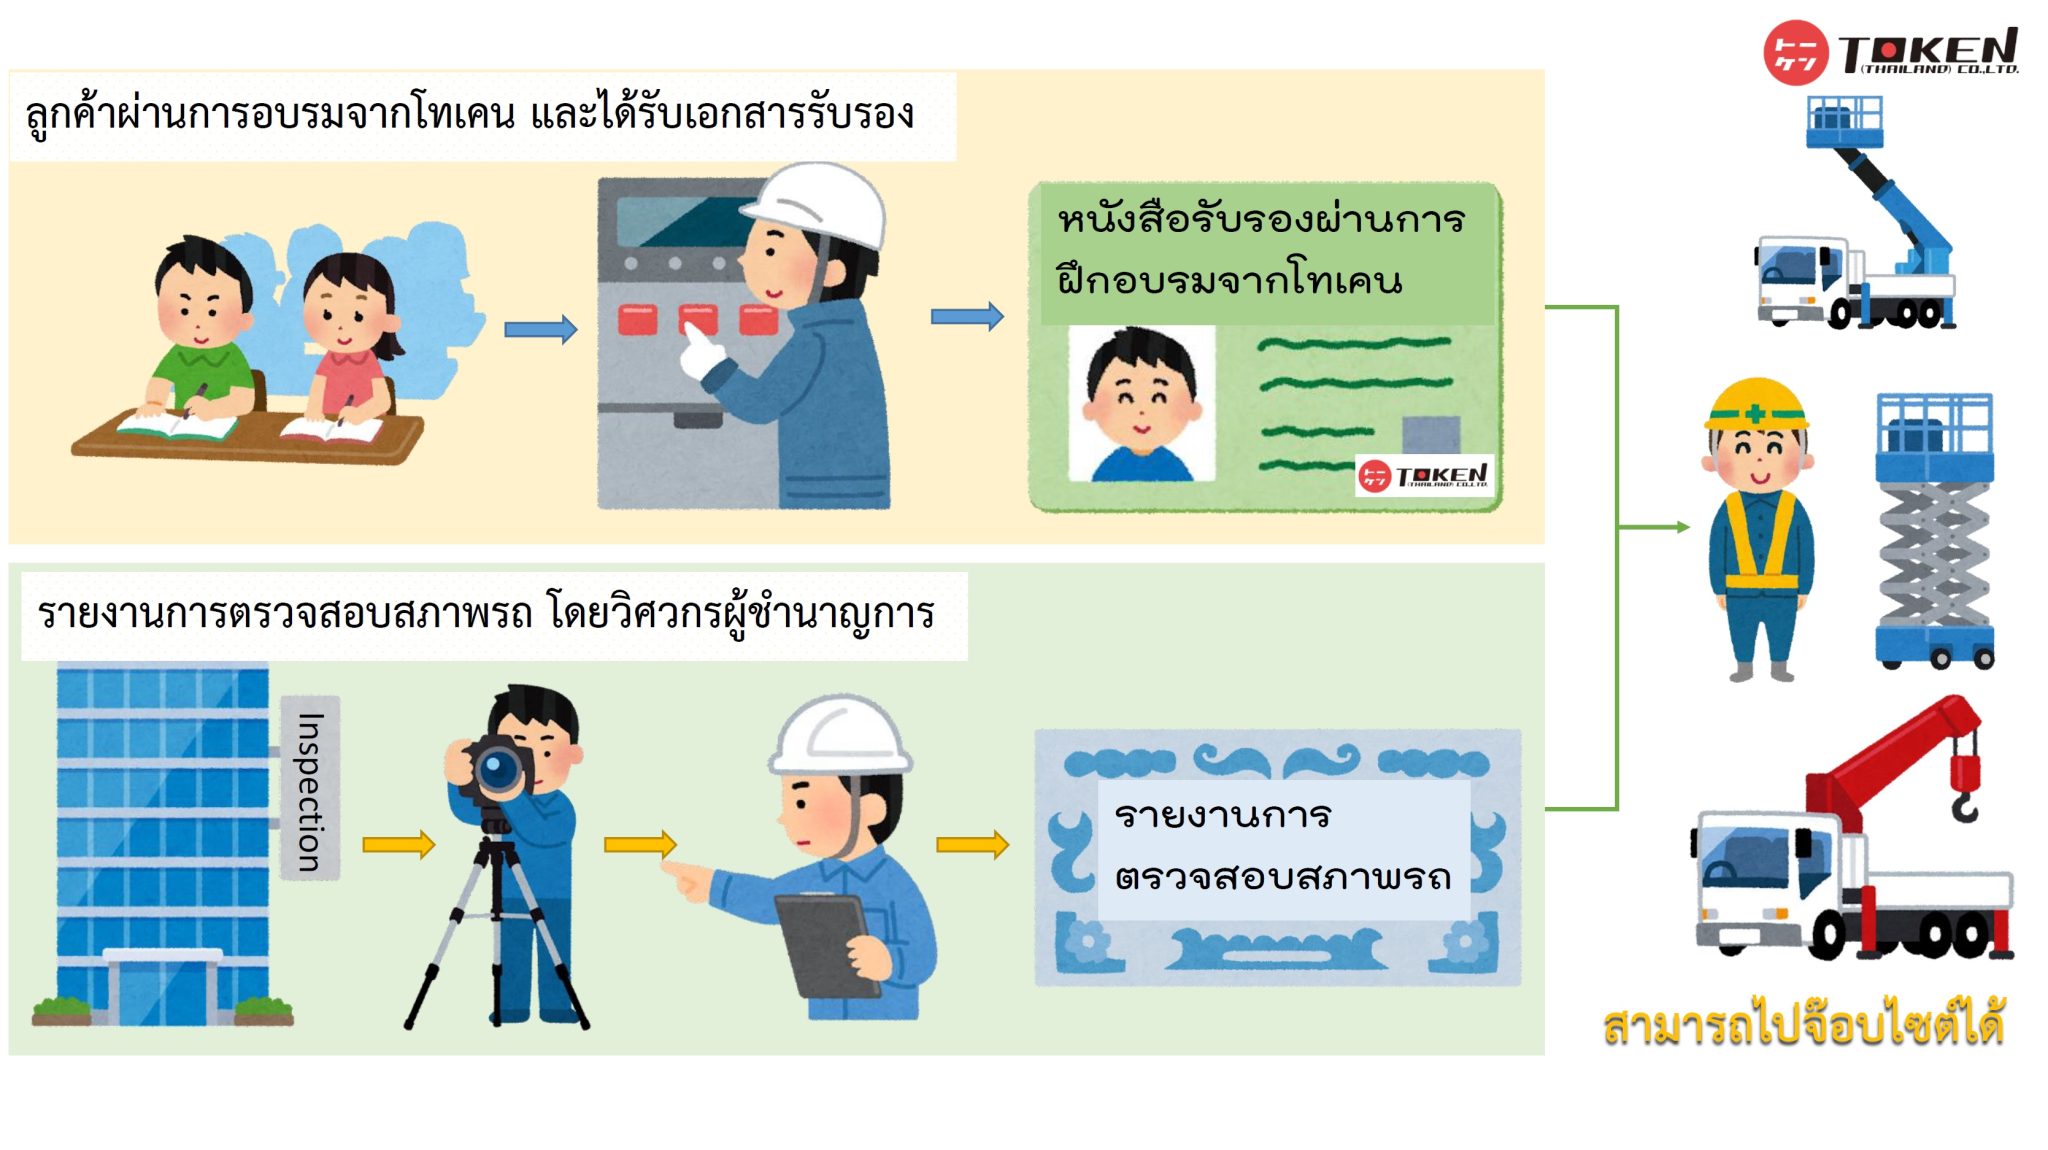 トーケン TOKEN
(THAILAND) CO.,LTD.
ลูกค้าผ่านการอบรมจากโทเคน และได้รับเอกสารรับรอง
หนังสือรับรองผ่านการ
ฝึกอบรมจากโทเคน
トーケン TOKEN
(THAILAND) CO.,LTD.
รายงานการตรวจสอบสภาพรถ โดยวิศวกรผู้ชำนาญการ
Inspection
รายงานการ
ตรวจสอบสภาพรถ
สามารถไปจ๊อบไซต์ได้